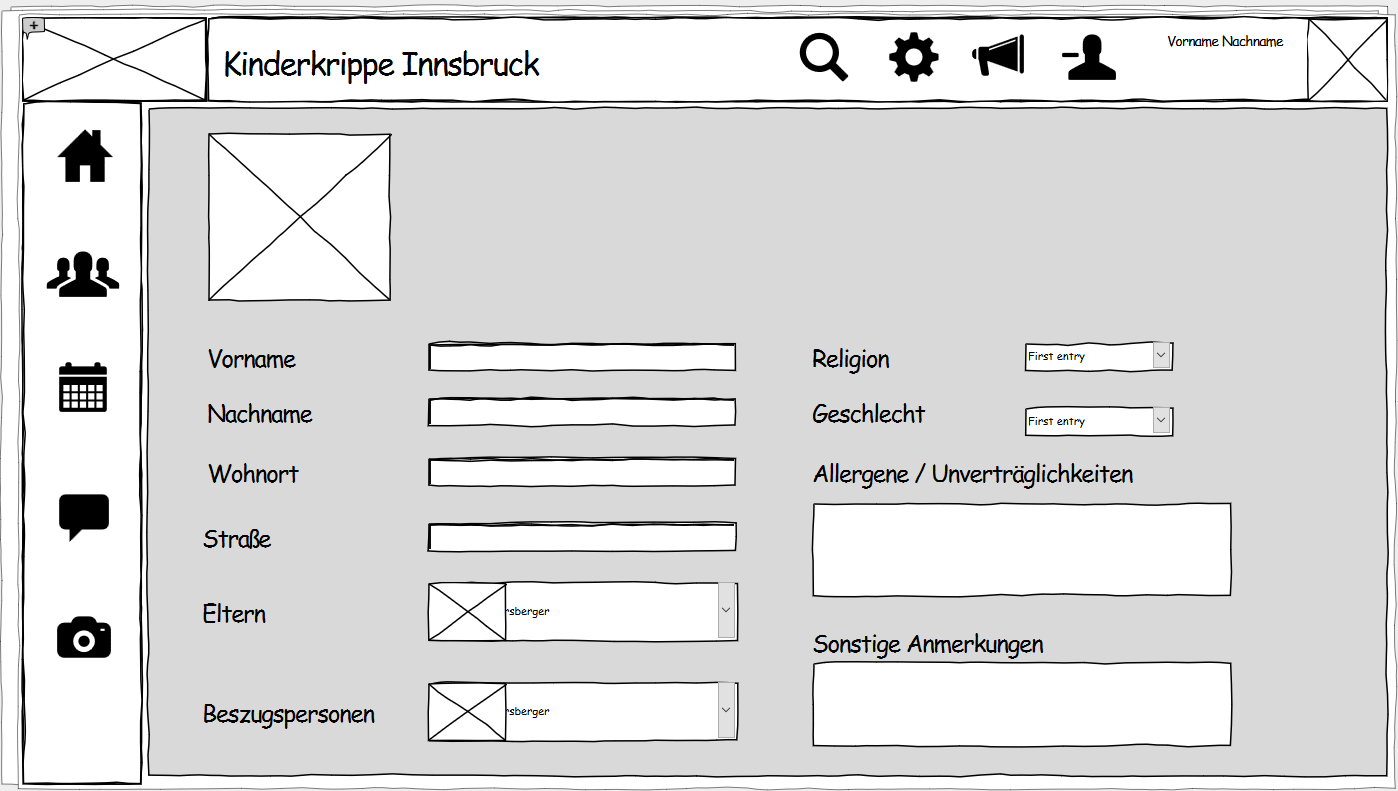 Kinderkrippe Innsbruck
Vorname Nachname
Vorname
Nachname
Wohnort
Straße
Eltern
rsberger
Beszugspersonen
rsberger
Religion
First entry
Geschlecht
First entry
Allergene / Unverträglichkeiten
Sonstige Anmerkungen